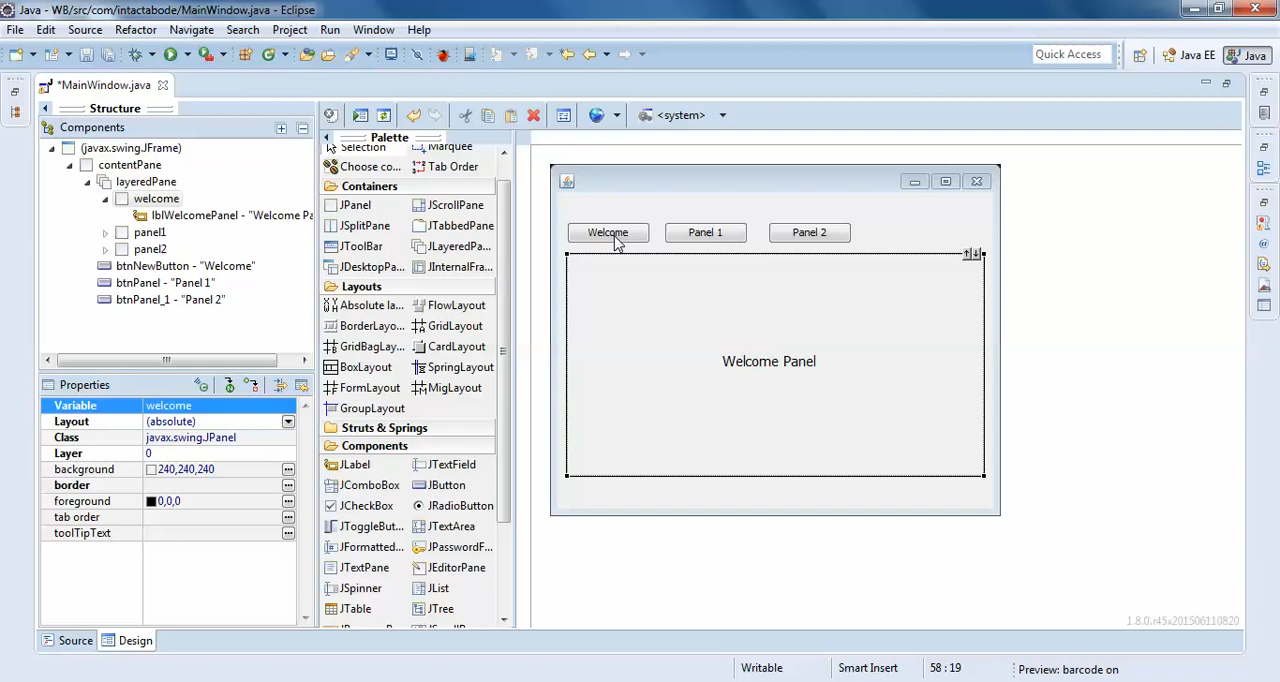 Java - WB/src/com/intactabode/MainWindow.java - Eclipse
File Edit Source Refactor Navigate Search Project Run Window Help
Quick Access Java EE Java
*MainWindow.java
Structure
Components
(javax.swingJFrame)
contentPane
layeredPane
welcome
lblWelcomePanel - "Welcome Pa
panel1
panel2
btnNewButton - "Welcome"
btnPanel - "Panel 1"
btnPanel_1 - "Panel 2"
Properties
Variable welcome
Layout (absolute)
Class javax.swing.JPanel
Layer 0
background 240,240,240
border
foreground 0,0,0
tab order
toolTipText
Source Design
<system>
Palette
Selection Marquee
Choose co... Tab Order
Containers
JPanel JScrollPane
JSplitPane JTabbedPane
JToolBar JLayeredPa...
JDesktopPa... JInternalFra...
Layouts
Absolute la... FlowLayout
BorderLayo... GridLayout
GridBagLay... CardLayout
BoxLayout SpringLayout
FormLayout MigLayout
GroupLayout
Struts & Springs
Components
JLabel JTextField
JComboBox JButton
JCheckBox JRadioButton
JToggleBut... JTextArea
JFormatted... JPasswordF...
JTextPane JEditorPane
JSpinner JList
JTable JTree
Welcome Panel 1 Panel 2
Welcome Panel
1.8.0.r45x201506110820
Writable Smart Insert 58 : 19 Preview: barcode on